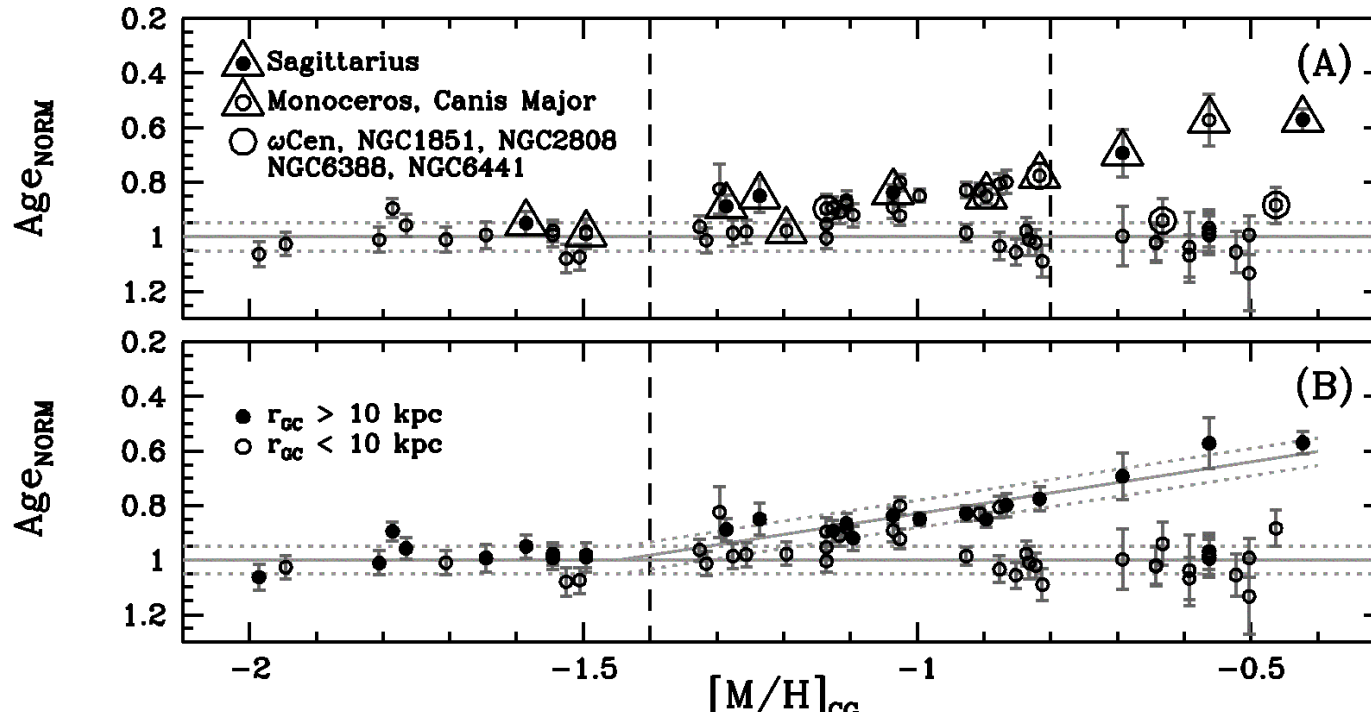 0.2
(A)
Sagittarius
0.4
Monoceros, Canis Major
0.6
ωCen, NGC1851, NGC2808
NGC6388, NGC6441
0.8
1
1.2
Age_NORM
0.2
(B)
0.4
r_GC > 10 kpc
r_GC < 10 kpc
0.6
0.8
1
1.2
Age_NORM
-2
-1.5
-1
-0.5
[M/H]_CG